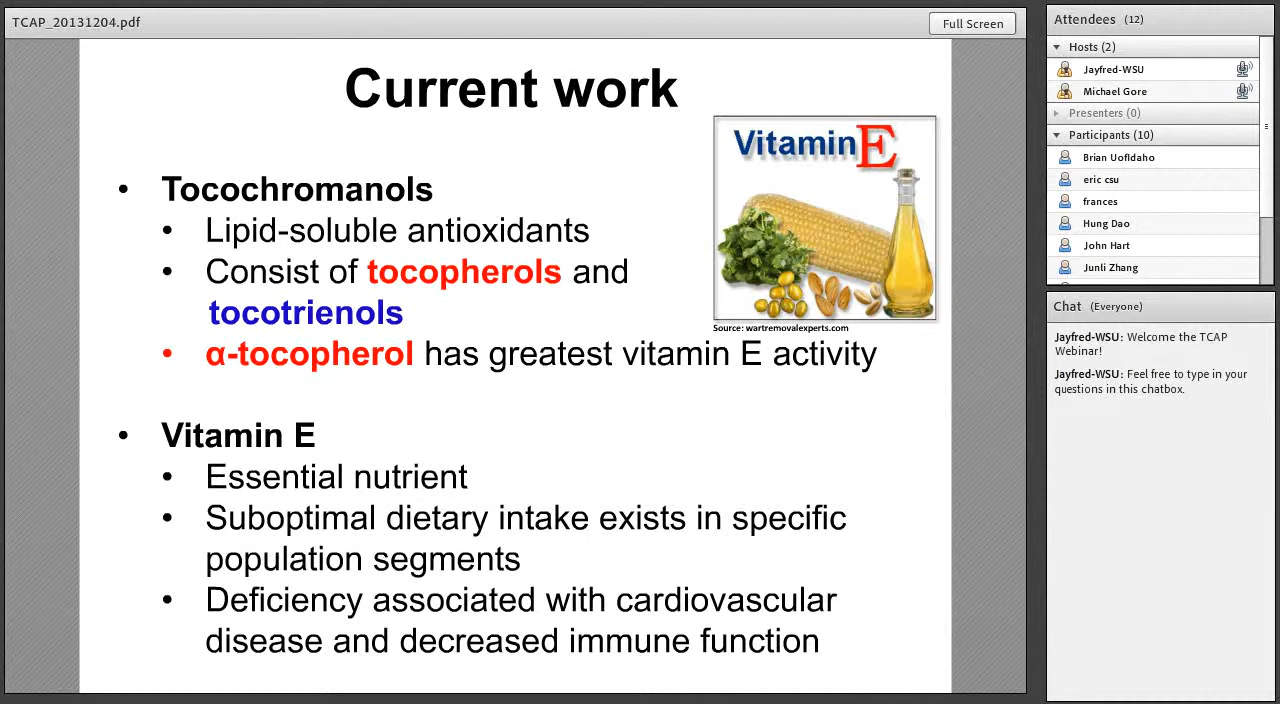 TCAP_20131204.pdf
Full Screen
Current work
Vitamin E
• Tocochromanols
• Lipid-soluble antioxidants
• Consist of tocopherols and
tocotrienols
Source: wartremovalexperts.com
• α-tocopherol has greatest vitamin E activity
• Vitamin E
• Essential nutrient
• Suboptimal dietary intake exists in specific
population segments
• Deficiency associated with cardiovascular
disease and decreased immune function
Attendees (12)
Hosts (2)
Jayfred-WSU
Michael Gore
Presenters (0)
Participants (10)
Brian UofIdaho
eric csu
frances
Hung Dao
John Hart
Junli Zhang
Chat (Everyone)
Jayfred-WSU: Welcome the TCAP
Webinar!
Jayfred-WSU: Feel free to type in your
questions in this chatbox.